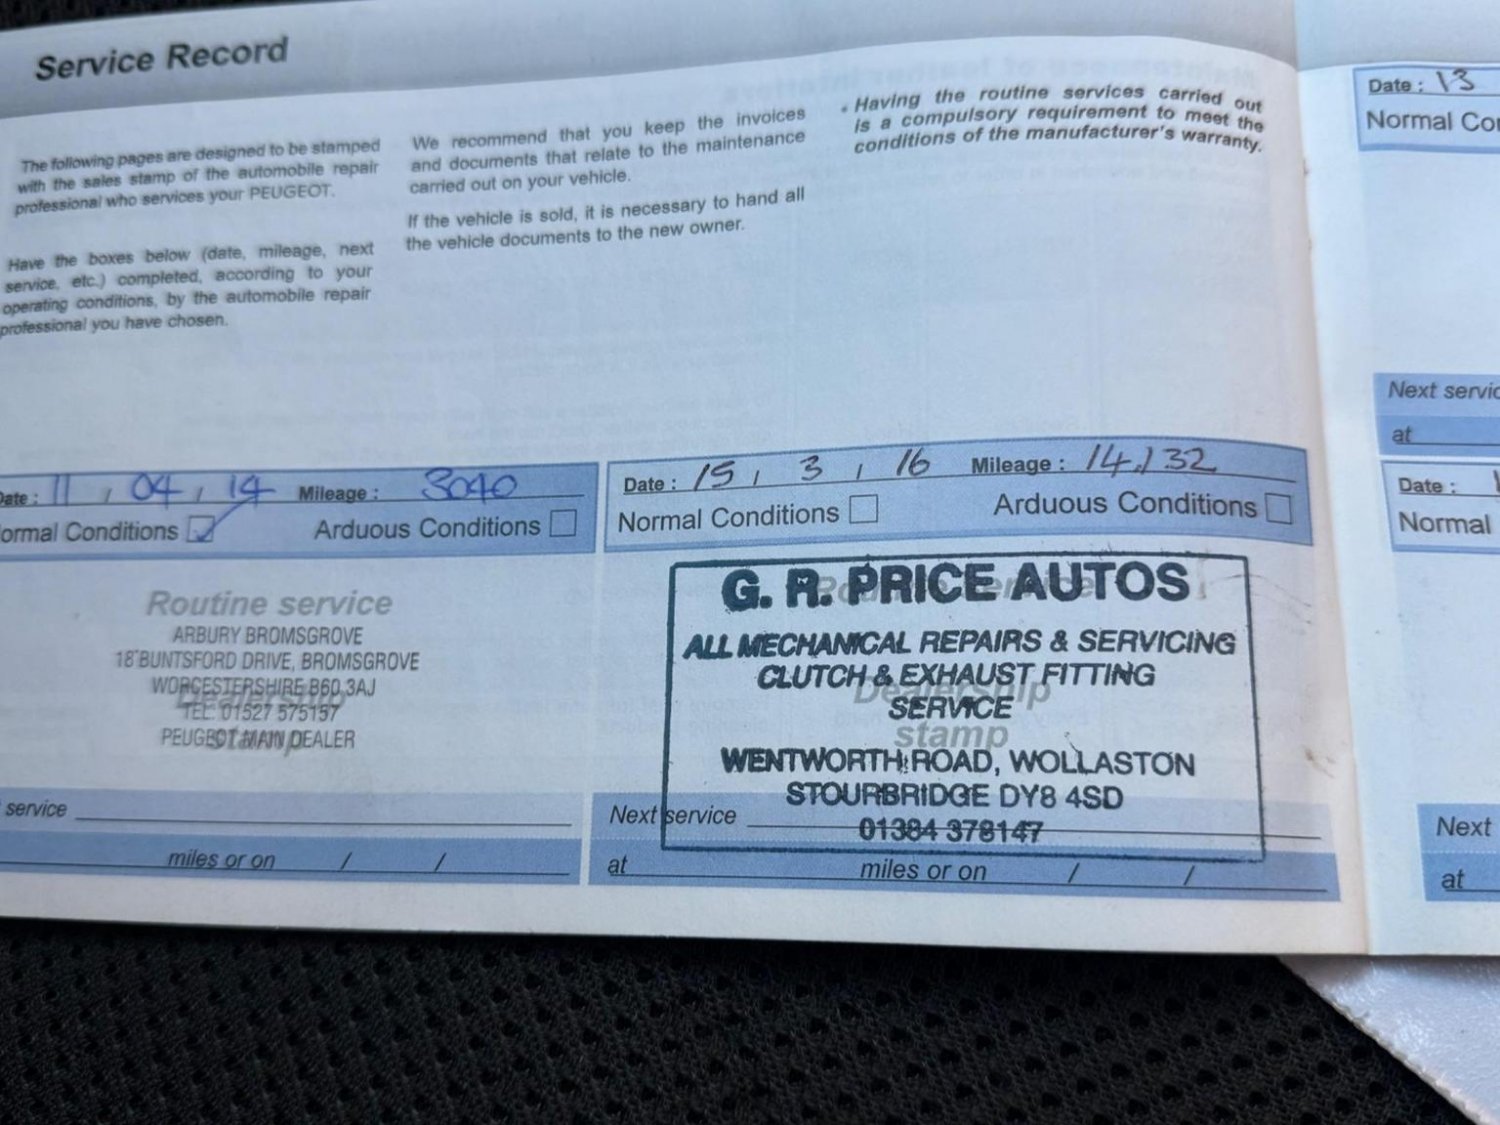 Service Record
The following pages are designed to be stamped
with the sales stamp of the automobile repair
professional who services your PEUGEOT.
Have the boxes below (date, mileage, next
service, etc.) completed, according to your
operating conditions, by the automobile repair
professional you have chosen.
We recommend that you keep the invoices
and documents that relate to the maintenance
carried out on your vehicle.
If the vehicle is sold, it is necessary to hand all
the vehicle documents to the new owner.
• Having the routine services carried out
is a compulsory requirement to meet the
conditions of the manufacturer's warranty.
Date : 11 / 04 / 14 Mileage : 3040
Normal Conditions Arduous Conditions
Routine service
ARBURY BROMSGROVE
18 BUNTSFORD DRIVE, BROMSGROVE
WORCESTERSHIRE B60 3AJ
TEL: 01527 575157
PEUGEOT MAIN DEALER
Dealership
stamp
service
miles or on / /
Date : 15 / 3 / 16 Mileage : 14,132
Normal Conditions Arduous Conditions
Routine service
G. R. PRICE AUTOS
ALL MECHANICAL REPAIRS & SERVICING
CLUTCH & EXHAUST FITTING
SERVICE
Dealership
stamp
WENTWORTH ROAD, WOLLASTON
STOURBRIDGE DY8 4SD
01384 378147
Next service
at miles or on / /
Date : 13
Normal Co
Next servic
at
Date :
Normal
Next
at